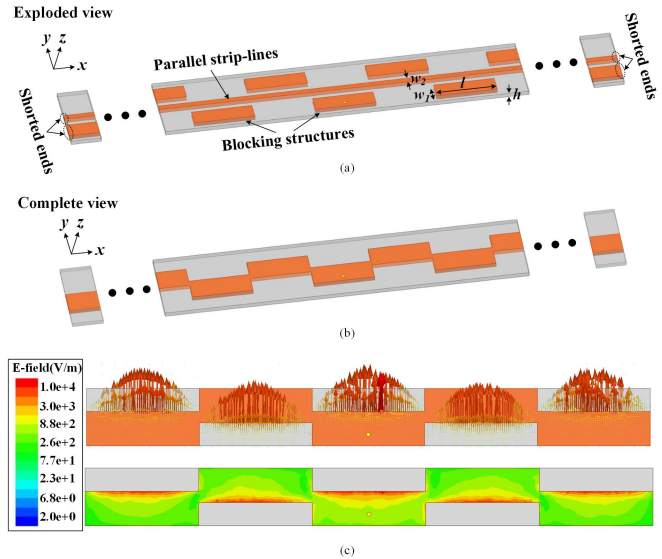 Exploded view
y z
x
Parallel strip-lines
Shorted ends
Shorted ends
w2
w1
l
h
Blocking structures
(a)
Complete view
y z
x
(b)
E-field(V/m)
1.0e+4
3.0e+3
8.8e+2
2.6e+2
7.7e+1
2.3e+1
6.8e+0
2.0e+0
(c)